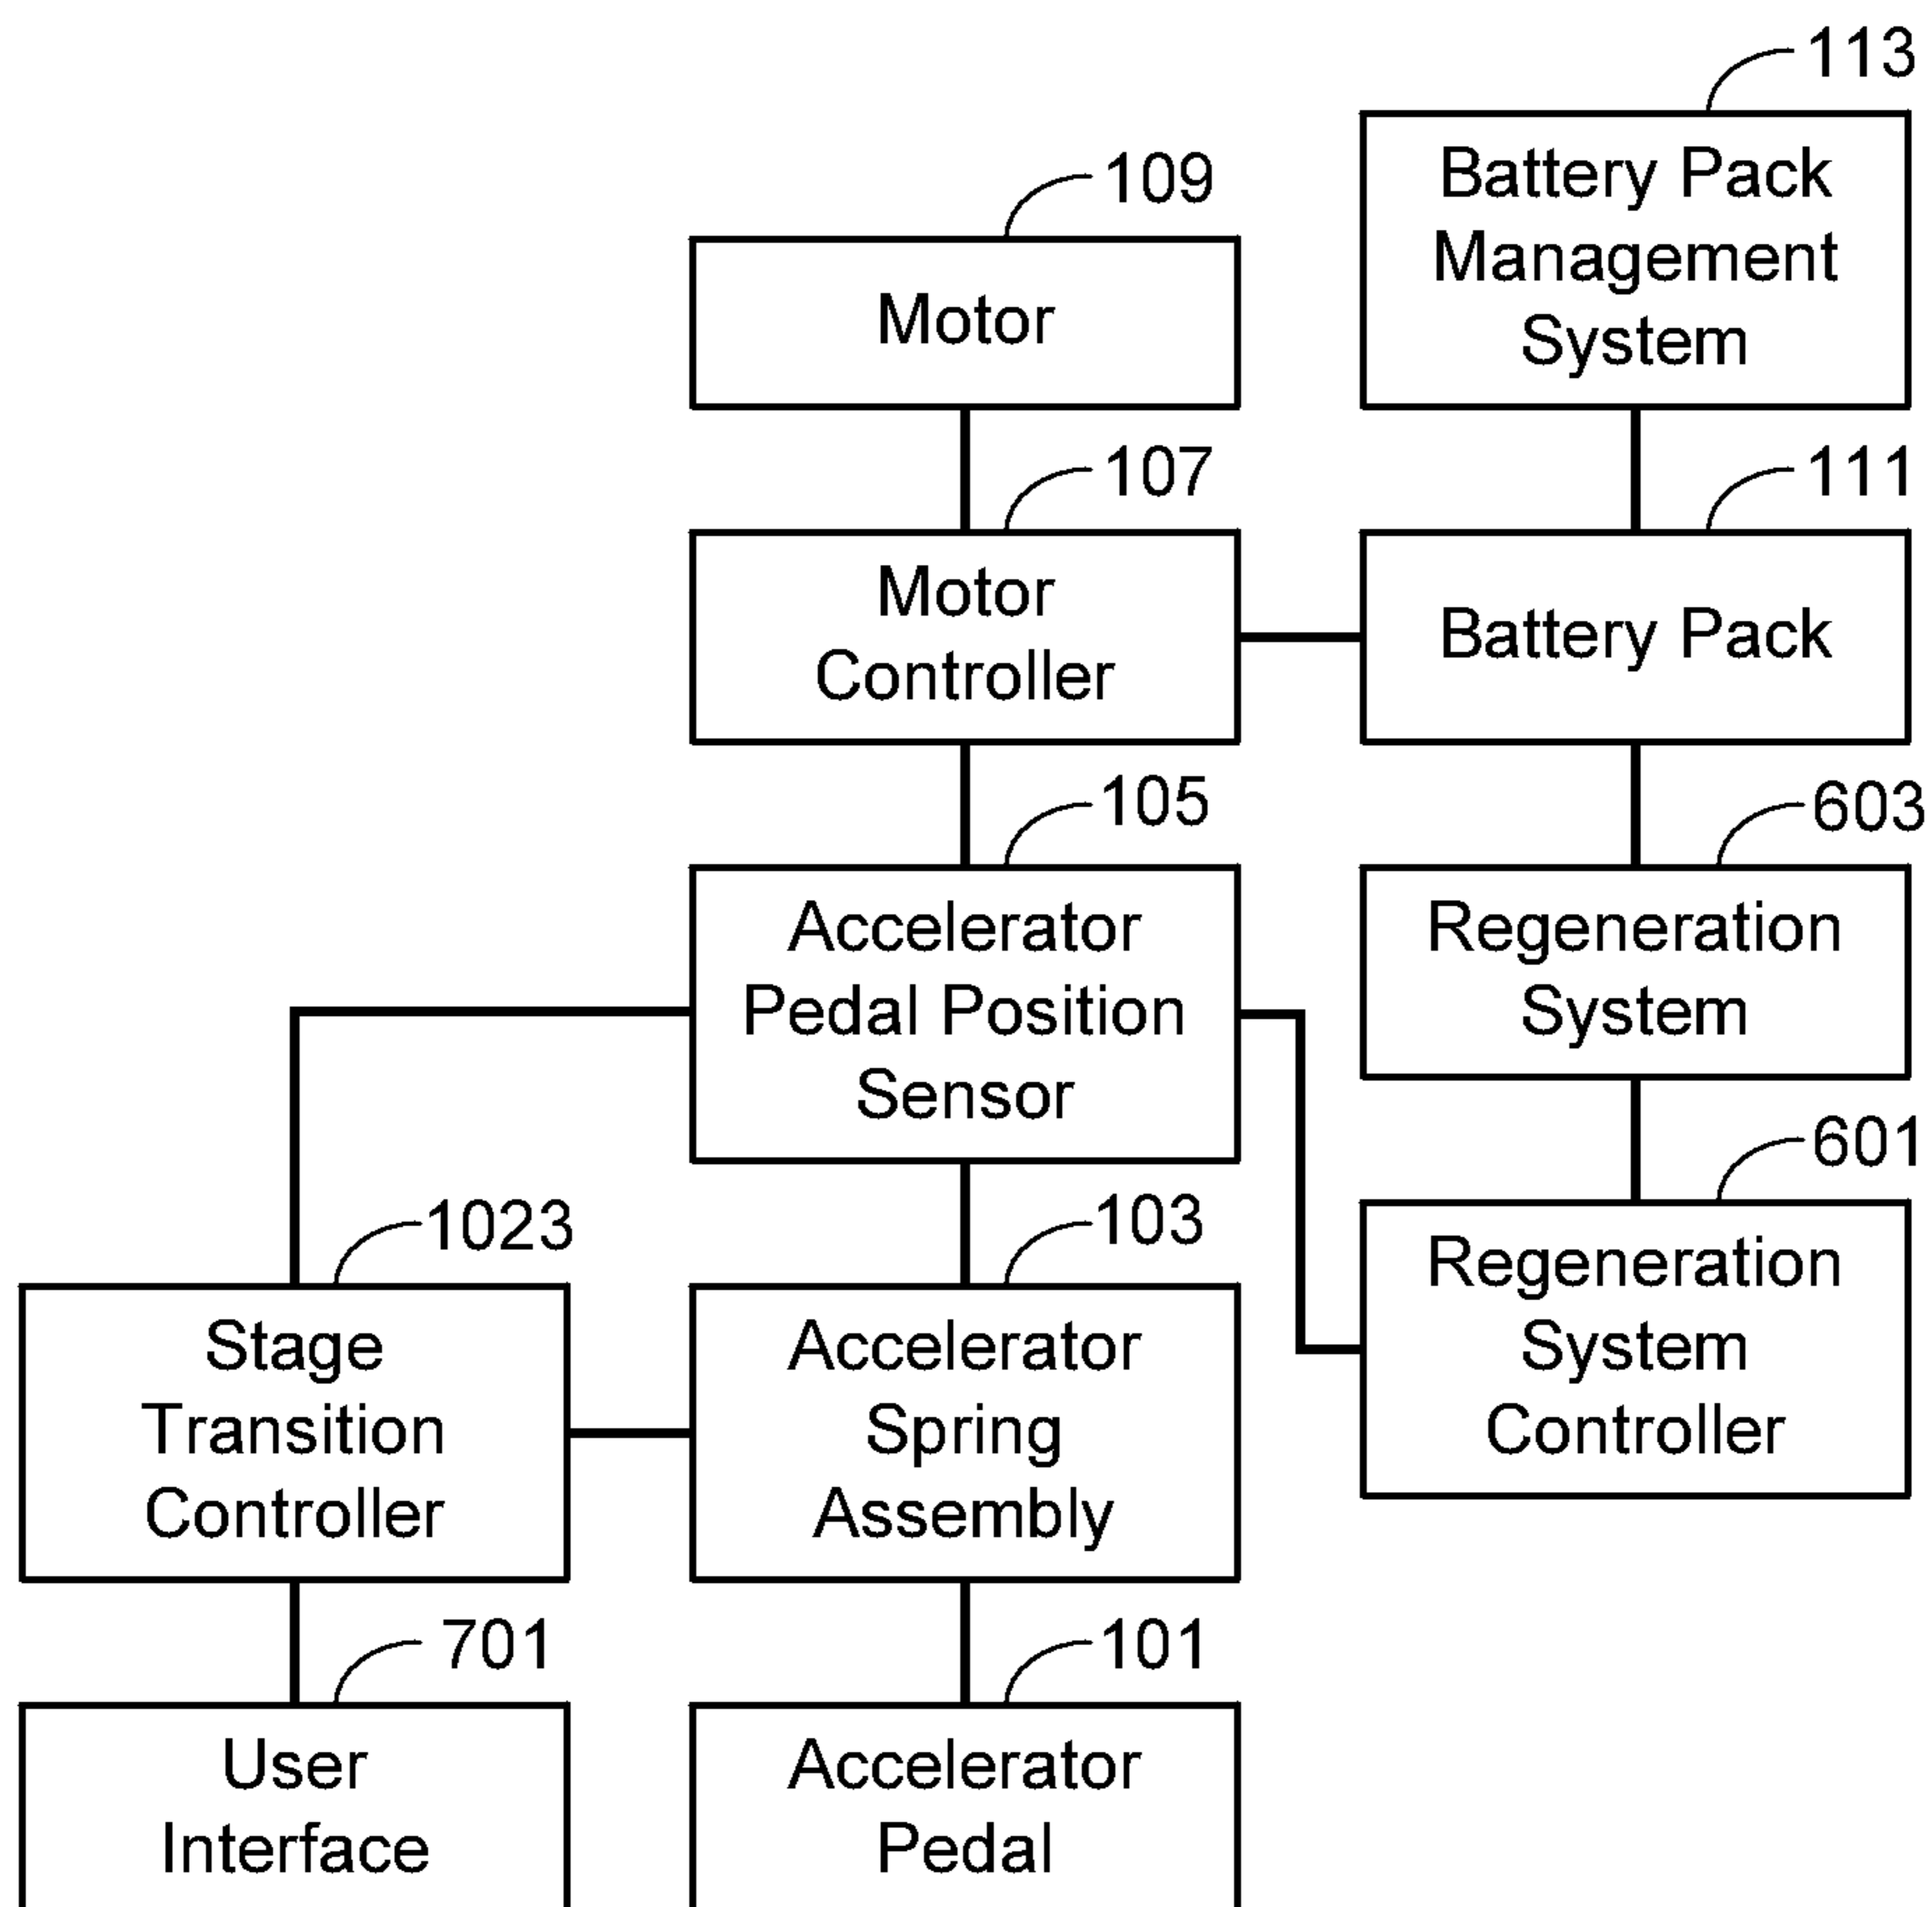 113
Battery Pack
Management
System
109
Motor
107
Motor
Controller
111
Battery Pack
105
Accelerator
Pedal Position
Sensor
603
Regeneration
System
601
Regeneration
System
Controller
1023
Stage
Transition
Controller
103
Accelerator
Spring
Assembly
701
User
Interface
101
Accelerator
Pedal